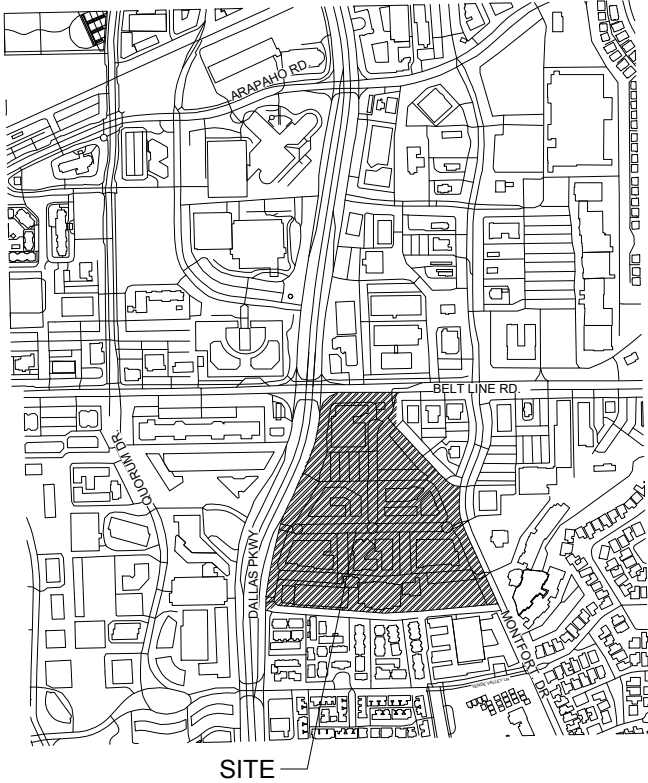 ARAPAHO RD.
BELT LINE RD.
QUORUM DR.
DALLAS PKWY
MONTFORT DR.
SITE